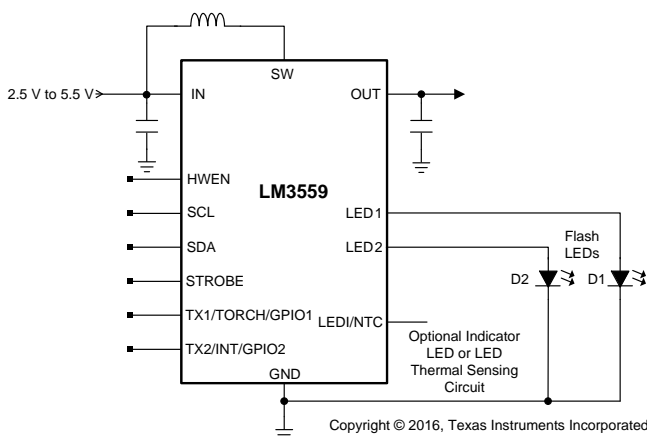 SW
2.5 V to 5.5 V
IN
OUT
HWEN
LM3559
SCL
LED1
SDA
LED2
Flash
LEDs
STROBE
D2
D1
TX1/TORCH/GPIO1
LEDI/NTC
Optional Indicator
LED or LED
Thermal Sensing
Circuit
TX2/INT/GPIO2
GND
Copyright © 2016, Texas Instruments Incorporated